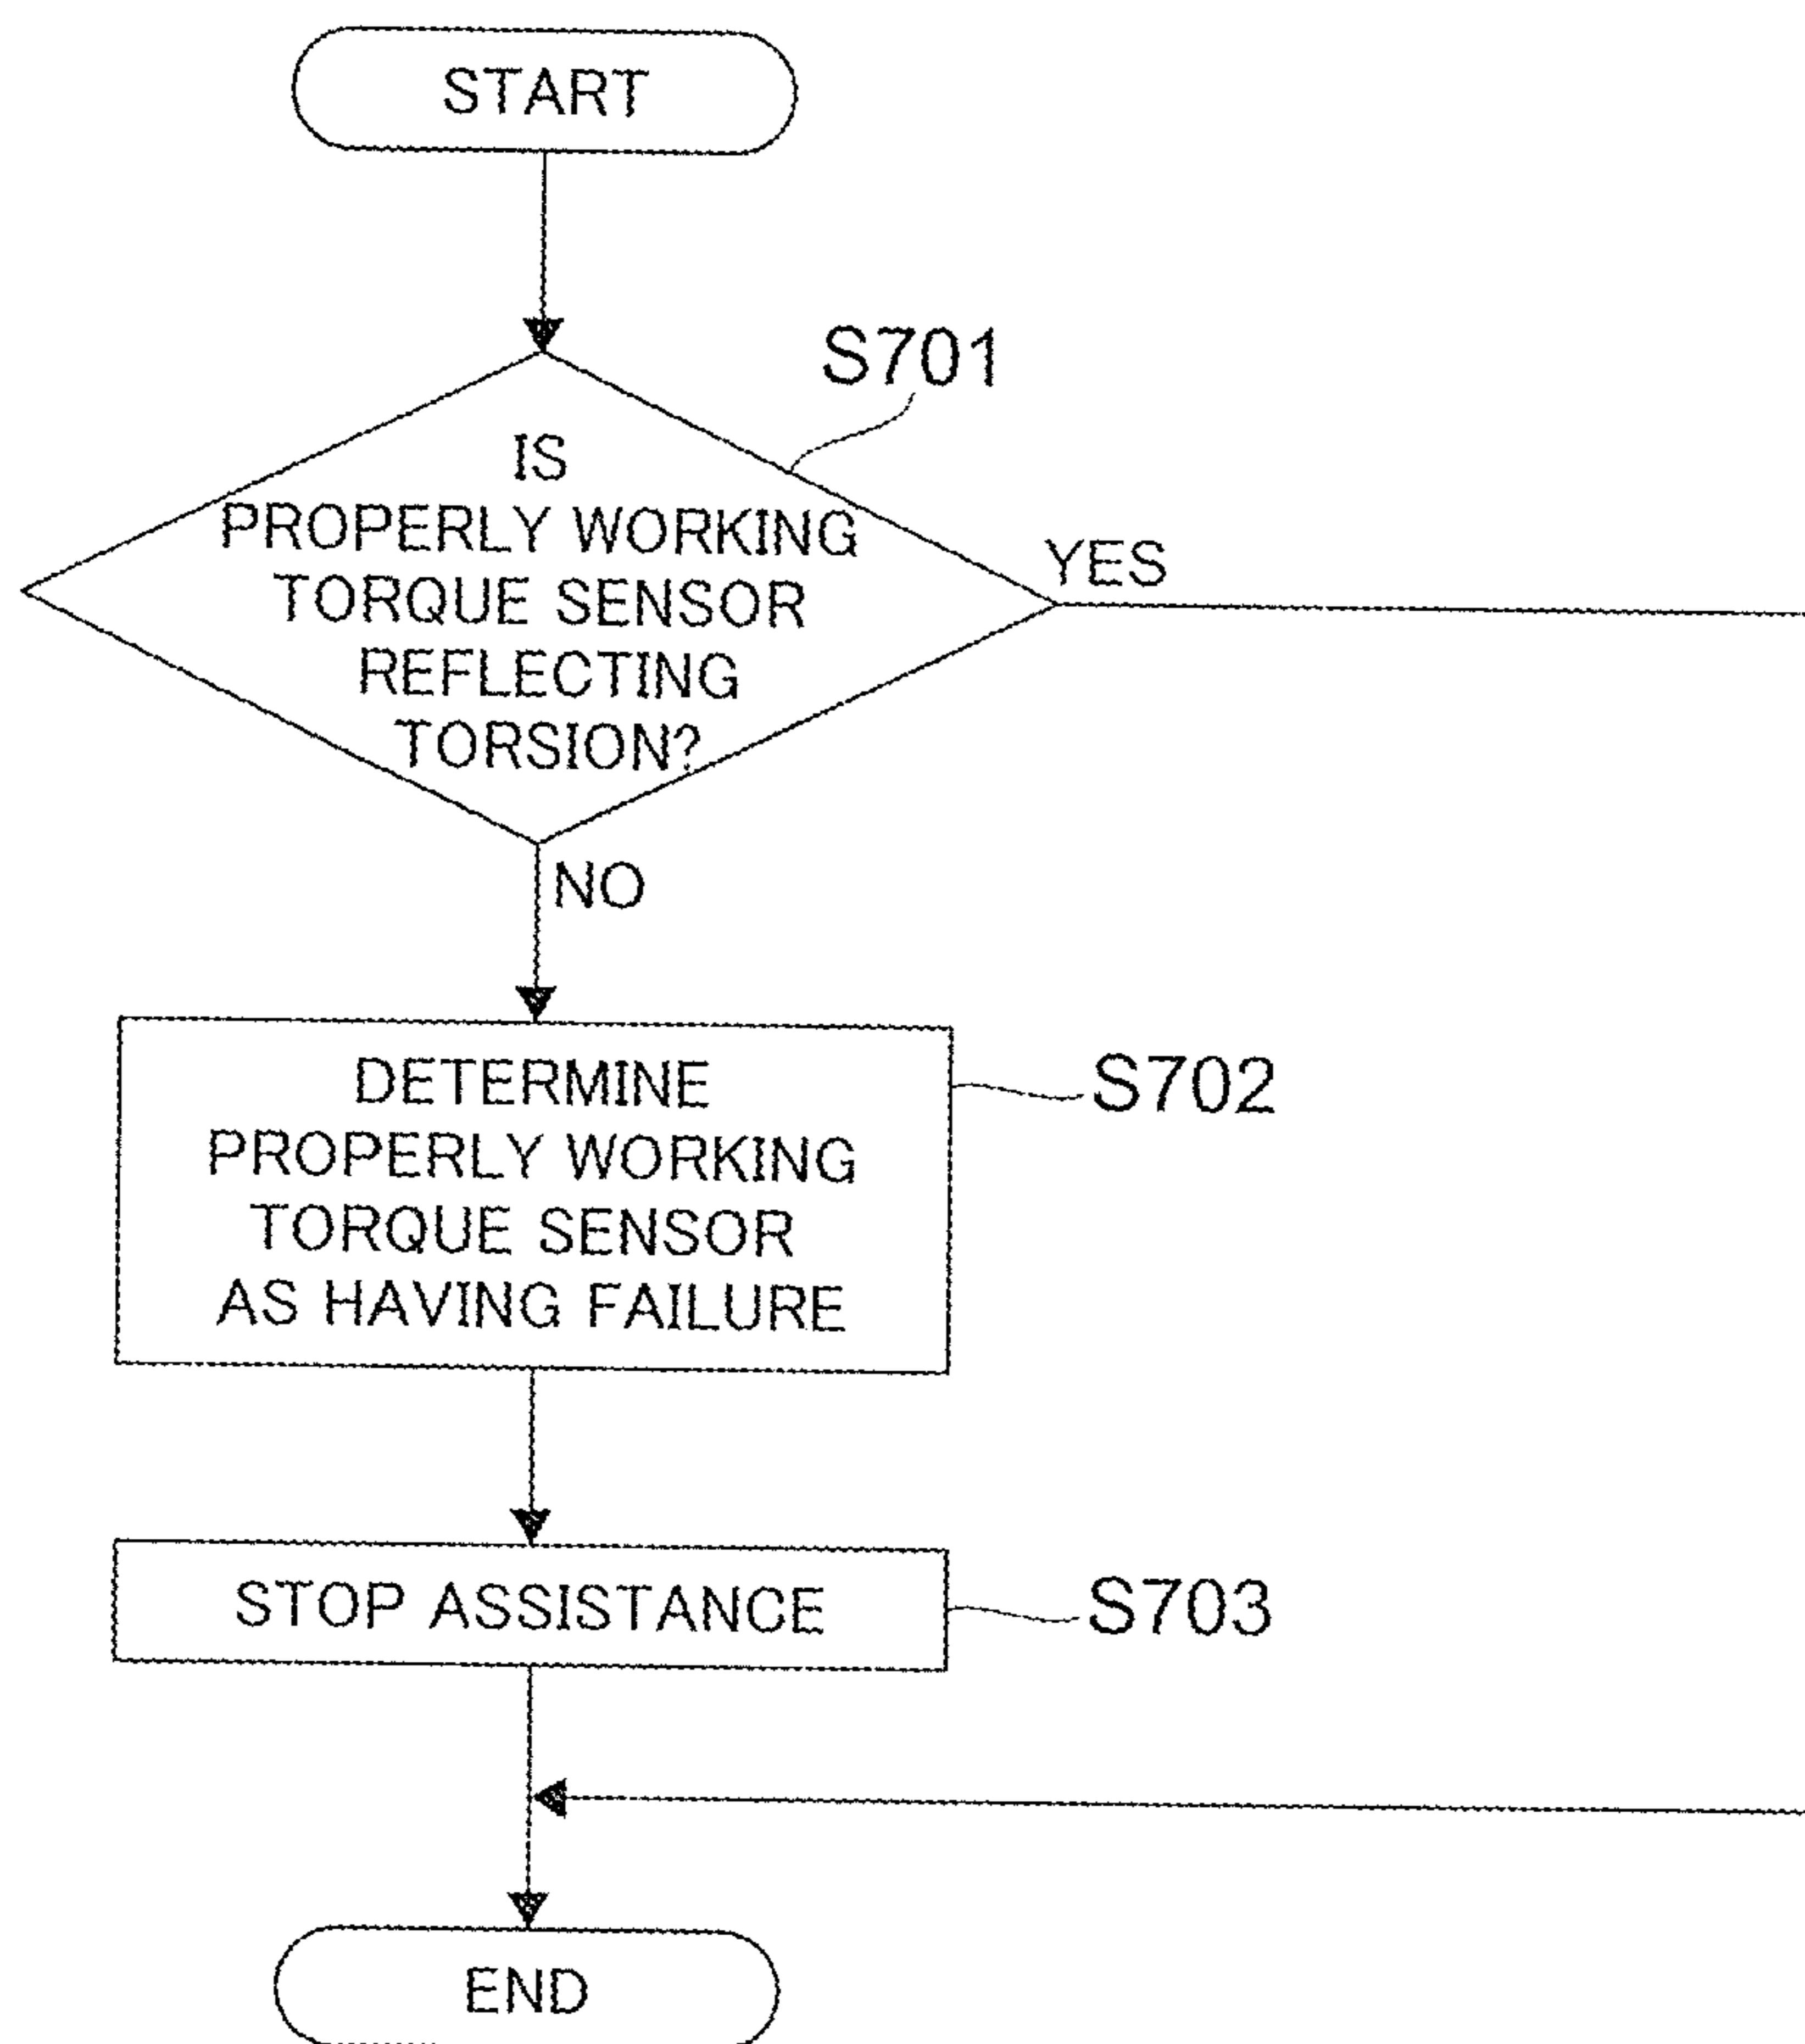 START
S701
IS
PROPERLY WORKING
TORQUE SENSOR
REFLECTING
TORSION?
YES
NO
DETERMINE
PROPERLY WORKING
TORQUE SENSOR
AS HAVING FAILURE
S702
STOP ASSISTANCE
S703
END